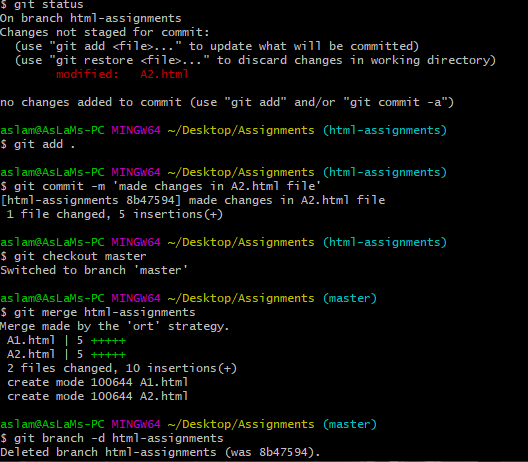 $ git status
On branch html-assignments
Changes not staged for commit:
  (use "git add <file>..." to update what will be committed)
  (use "git restore <file>..." to discard changes in working directory)
        modified:   A2.html

no changes added to commit (use "git add" and/or "git commit -a")

aslam@AsLaMs-PC MINGW64 ~/Desktop/Assignments (html-assignments)
$ git add .

aslam@AsLaMs-PC MINGW64 ~/Desktop/Assignments (html-assignments)
$ git commit -m 'made changes in A2.html file'
[html-assignments 8b47594] made changes in A2.html file
 1 file changed, 5 insertions(+)

aslam@AsLaMs-PC MINGW64 ~/Desktop/Assignments (html-assignments)
$ git checkout master
Switched to branch 'master'

aslam@AsLaMs-PC MINGW64 ~/Desktop/Assignments (master)
$ git merge html-assignments
Merge made by the 'ort' strategy.
 A1.html | 5 +++++
 A2.html | 5 +++++
 2 files changed, 10 insertions(+)
 create mode 100644 A1.html
 create mode 100644 A2.html

aslam@AsLaMs-PC MINGW64 ~/Desktop/Assignments (master)
$ git branch -d html-assignments
Deleted branch html-assignments (was 8b47594).